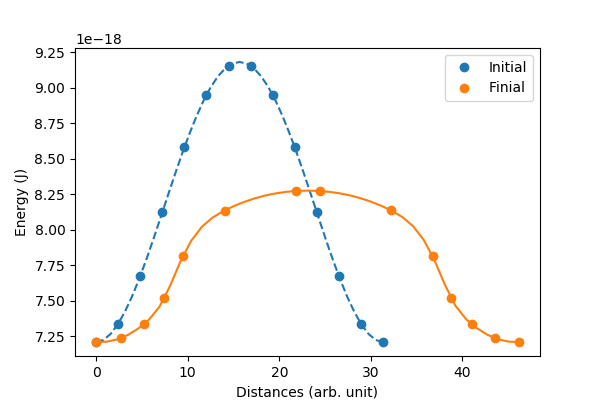 1e−18
9.25
9.00
8.75
8.50
8.25
8.00
7.75
7.50
7.25
Energy (J)
Initial
Finial
0
10
20
30
40
Distances (arb. unit)